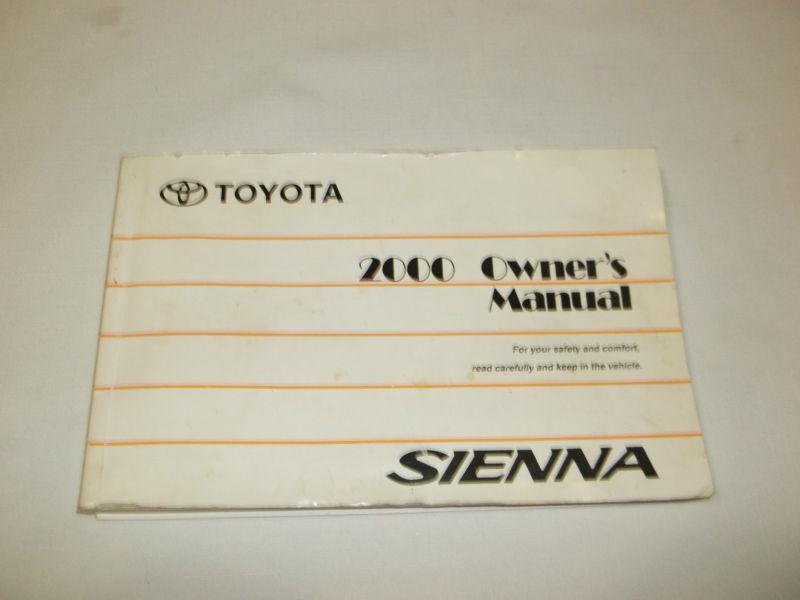 TOYOTA
2000 Owner's
Manual
For your safety and comfort,
read carefully and keep in the vehicle.
SIENNA